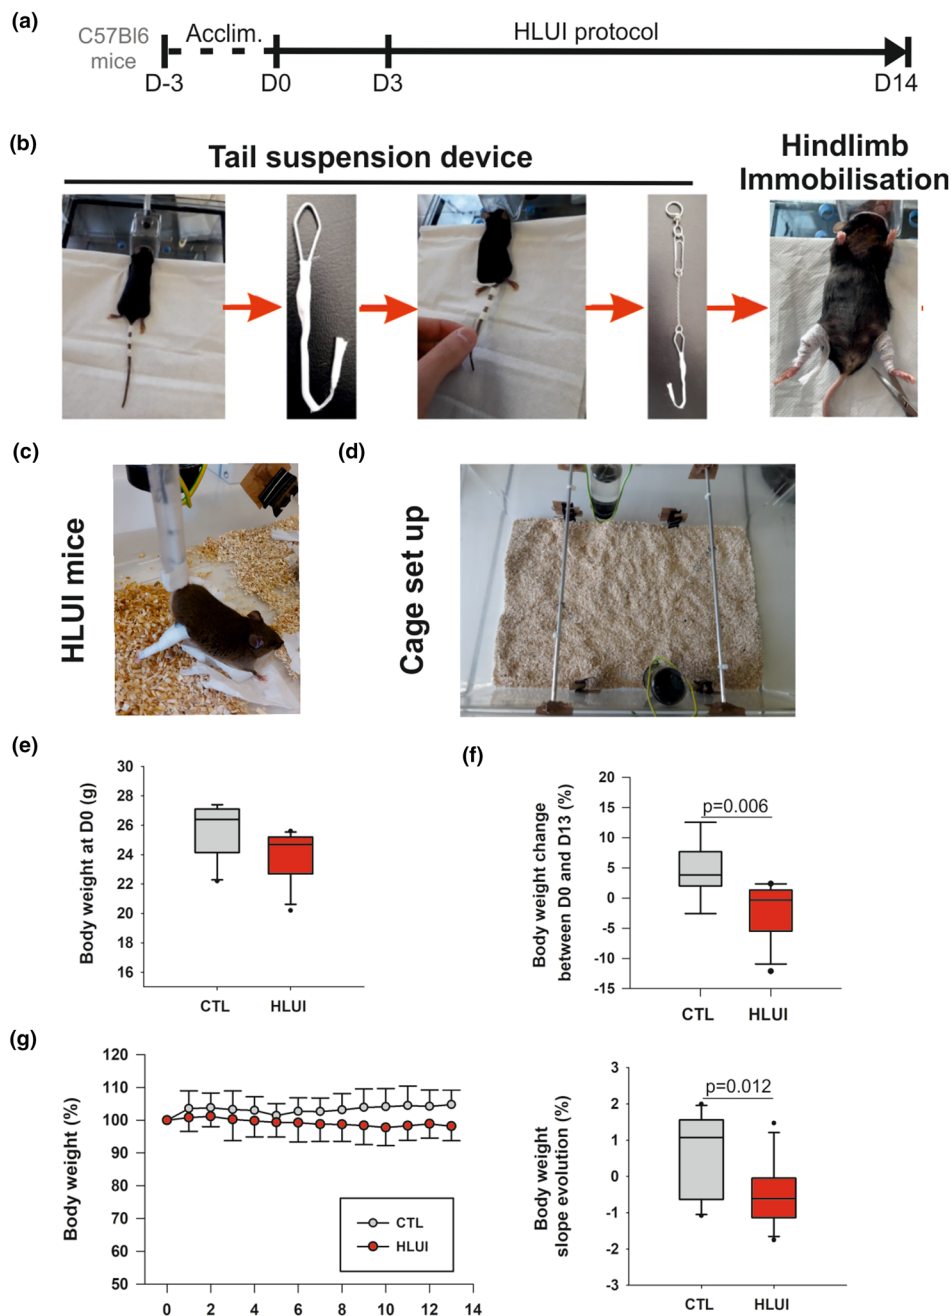 (a)
C57Bl6
mice
Acclim.
HLUI protocol
D-3
D0
D3
D14
(b)
Tail suspension device
Hindlimb
Immobilisation
(c)
HLUI mice
(d)
Cage set up
(e)
Body weight at D0 (g)
30
28
26
24
22
20
18
16
CTL
HLUI
(f)
Body weight change
between D0 and D13 (%)
20
15
10
5
0
-5
-10
-15
p=0.006
CTL
HLUI
(g)
Body weight (%)
120
110
100
90
80
70
60
50
CTL
HLUI
0
2
4
6
8
10
12
14
Body weight
slope evolution (%)
3
2
1
0
-1
-2
-3
p=0.012
CTL
HLUI